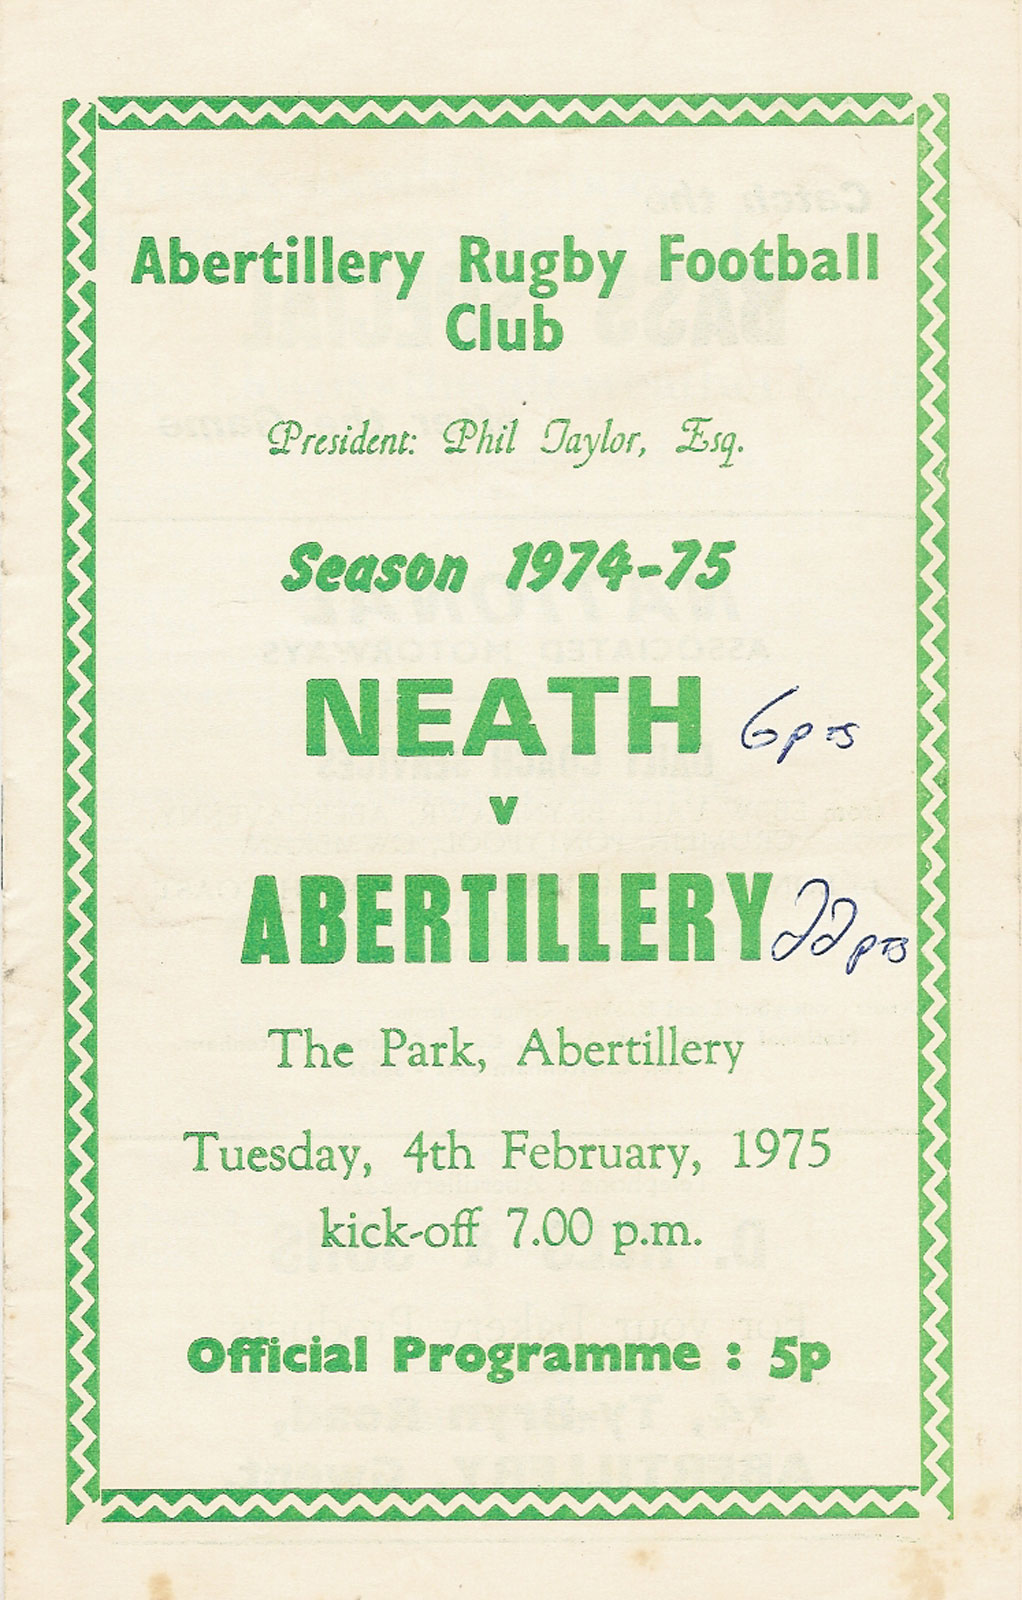 Abertillery Rugby Football
Club
President: Phil Taylor, Esq.
Season 1974-75
NEATH 6pts
v
ABERTILLERY 22pts
The Park, Abertillery
Tuesday, 4th February, 1975
kick-off 7.00 p.m.
Official Programme : 5p